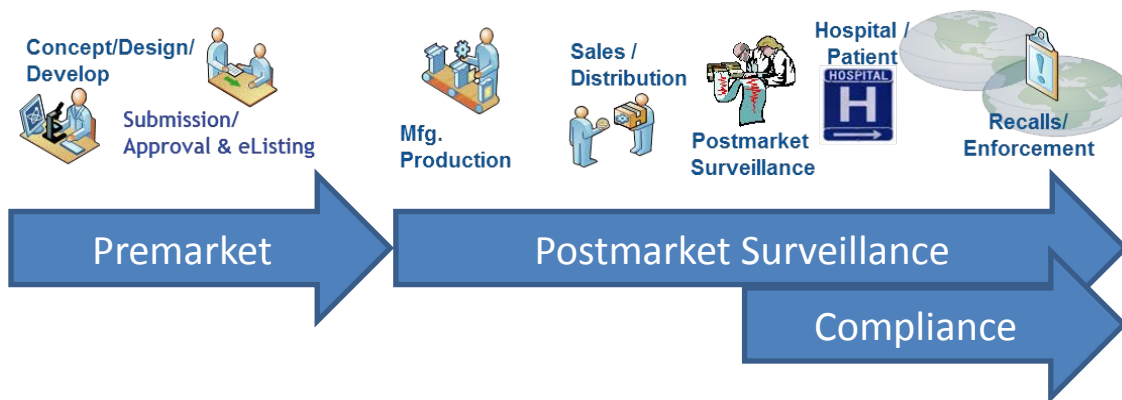 Concept/Design/
Develop
Submission/
Approval & eListing
Mfg.
Production
Sales /
Distribution
Postmarket
Surveillance
Hospital /
Patient
HOSPITAL
H
Recalls/
Enforcement
!
Premarket
Postmarket Surveillance
Compliance